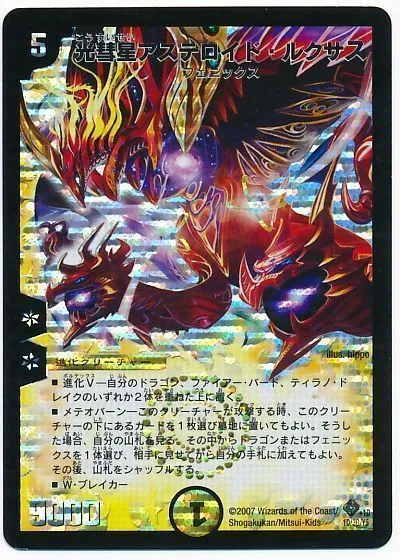 5
こうすいせい
光彗星アステロイド・ルクサス
フェニックス
illus. hippo
進化クリーチャー
■ 進化V－自分のドラゴン、ファイアー・バード、ティラノ・ド
レイクのいずれか2体を重ねた上に置く。
■ メテオバーン－このクリーチャーが攻撃する時、このクリー
チャーの下にあるカードを1枚選び墓地に置いてもよい。そう
した場合、自分の山札を見る。その中からドラゴンまたはフェニッ
クスを1体選び、相手に見せてから自分の手札に加えてもよい。
その後、山札をシャッフルする。
■ W・ブレイカー
9000
1
©2007 Wizards of the Coast/
Shogakukan/Mitsui-Kids